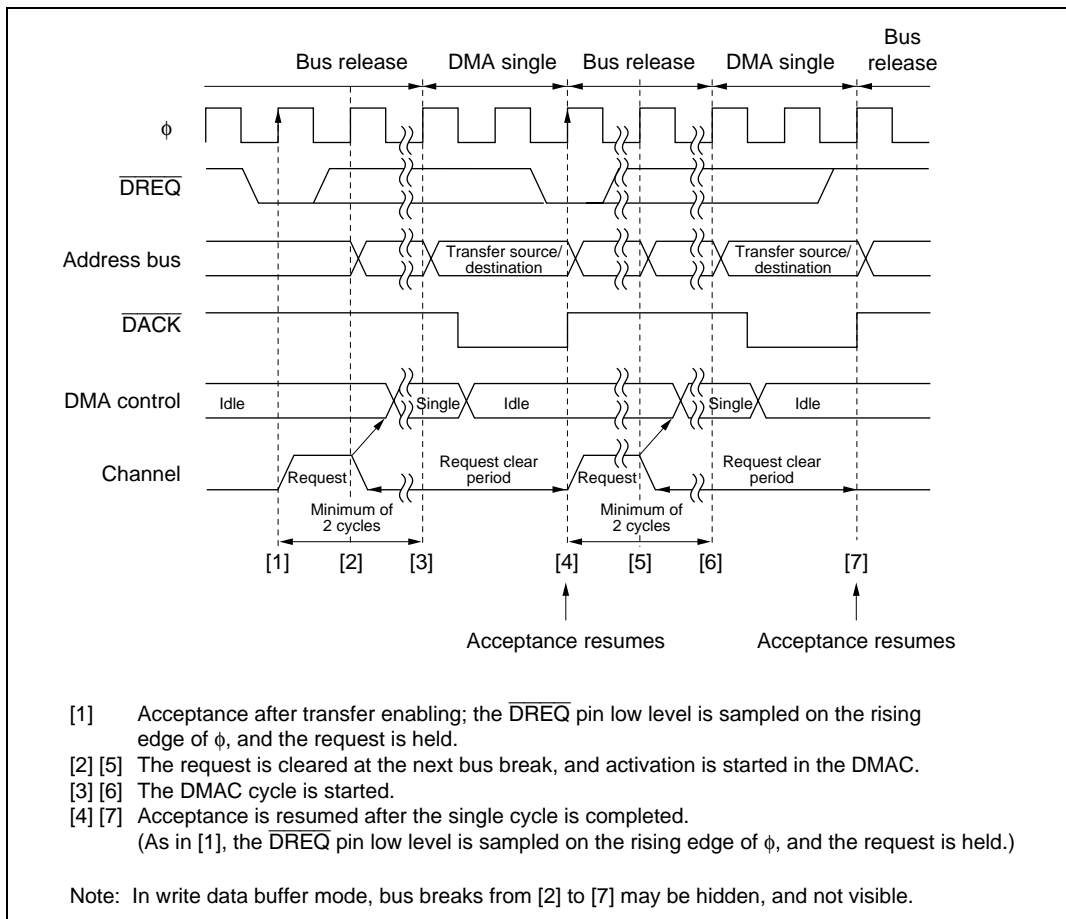 Bus
Bus release DMA single Bus release DMA single release
ϕ
DREQ
Address bus Transfer source/ Transfer source/
destination destination
DACK
DMA control Idle Single Idle Single Idle
Channel Request Request clear Request Request clear
period period
Minimum of Minimum of
2 cycles 2 cycles
[1] [2] [3] [4] [5] [6] [7]
Acceptance resumes Acceptance resumes
[1] Acceptance after transfer enabling; the DREQ pin low level is sampled on the rising
edge of ϕ, and the request is held.
[2] [5] The request is cleared at the next bus break, and activation is started in the DMAC.
[3] [6] The DMAC cycle is started.
[4] [7] Acceptance is resumed after the single cycle is completed.
(As in [1], the DREQ pin low level is sampled on the rising edge of ϕ, and the request is held.)
Note: In write data buffer mode, bus breaks from [2] to [7] may be hidden, and not visible.